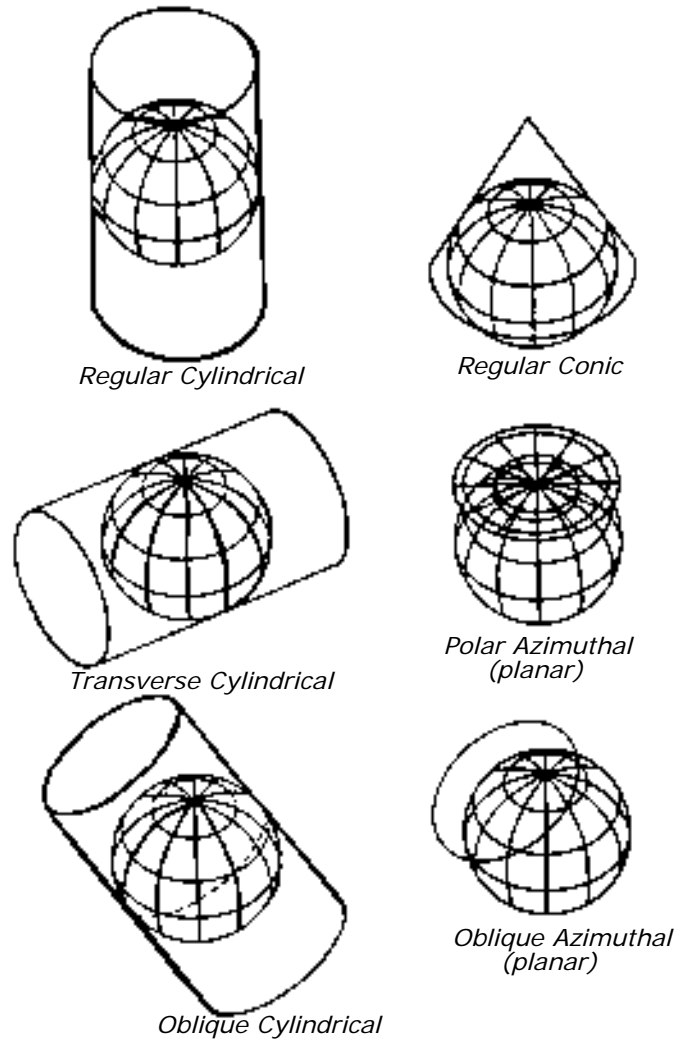 Regular Cylindrical
Regular Conic
Transverse Cylindrical
Polar Azimuthal
(planar)
Oblique Cylindrical
Oblique Azimuthal
(planar)